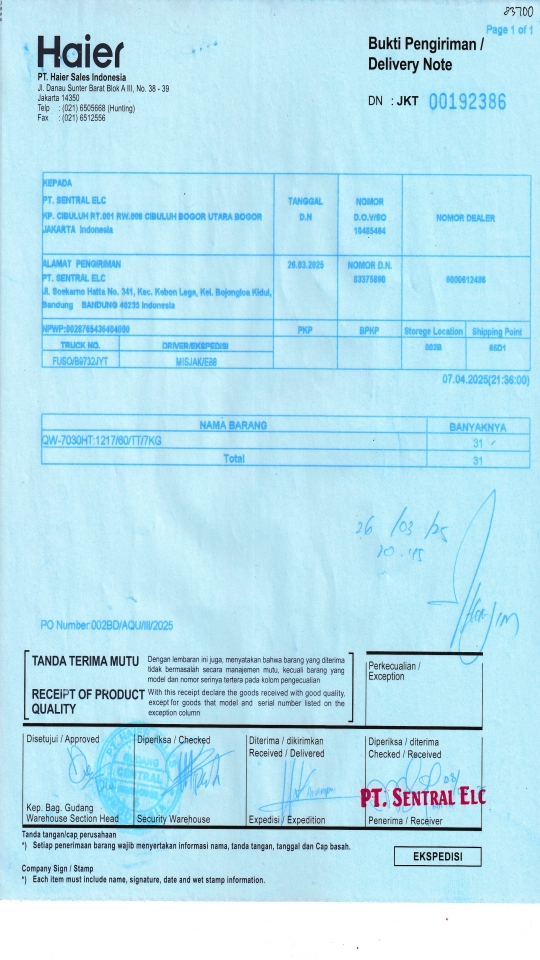 83700
Page 1 of 1
Haier
PT. Haier Sales Indonesia
Jl. Danau Sunter Barat Blok A III, No. 38 - 39
Jakarta 14350
Telp : (021) 6505668 (Hunting)
Fax : (021) 6512556
Bukti Pengiriman /
Delivery Note
DN : JKT 00192386
KEPADA
PT. SENTRAL ELC
KP. CIBULUH RT.001 RW.008 CIBULUH BOGOR UTARA BOGOR
JAKARTA Indonesia
TANGGAL
D.N
NOMOR
D.O.V/SO
10485464
NOMOR DEALER
ALAMAT PENGIRIMAN
PT. SENTRAL ELC
Jl. Soekarno Hatta No. 341, Kec. Kebon Lega, Kel. Bojongloa Kidul,
Bandung BANDUNG 40235 Indonesia
26.03.2025
NOMOR D.N.
83375890
0000612486
NPWP:0028765436404000
PKP
BPKP
Storege Location
Shipping Point
TRUCK NO.
DRIVER/EKSPEDISI
002B
65D1
FUSO/B9732JYT
MISJAK/E88
07.04.2025(21:36:00)
NAMA BARANG
BANYAKNYA
QW-7030HT:1217/60/TT/7KG
31
Total
31
26 /03 /25
20.45
PO Number:002BD/AQU/III/2025
TANDA TERIMA MUTU
Dengan lembaran ini juga, menyatakan bahwa barang yang diterima
tidak bermasalah secara manajemen mutu, kecuali barang yang
model dan nomor serinya tertera pada kolom pengecualian
RECEIPT OF PRODUCT
QUALITY
With this receipt declare the goods received with good quality,
except for goods that model and serial number listed on the
exception column
Perkecualian /
Exception
Disetujui / Approved
Diperiksa / Checked
Diterima / dikirimkan
Received / Delivered
Diperiksa / diterima
Checked / Received
GUDANG
CENTRAL
PT. SENTRAL ELC
Kep. Bag. Gudang
Warehouse Section Head
Security Warehouse
Expedisi / Expedition
Penerima / Receiver
Tanda tangan/cap perusahaan
*) Setiap penerimaan barang wajib menyertakan informasi nama, tanda tangan, tanggal dan Cap basah.
EKSPEDISI
Company Sign / Stamp
*) Each item must include name, signature, date and wet stamp information.